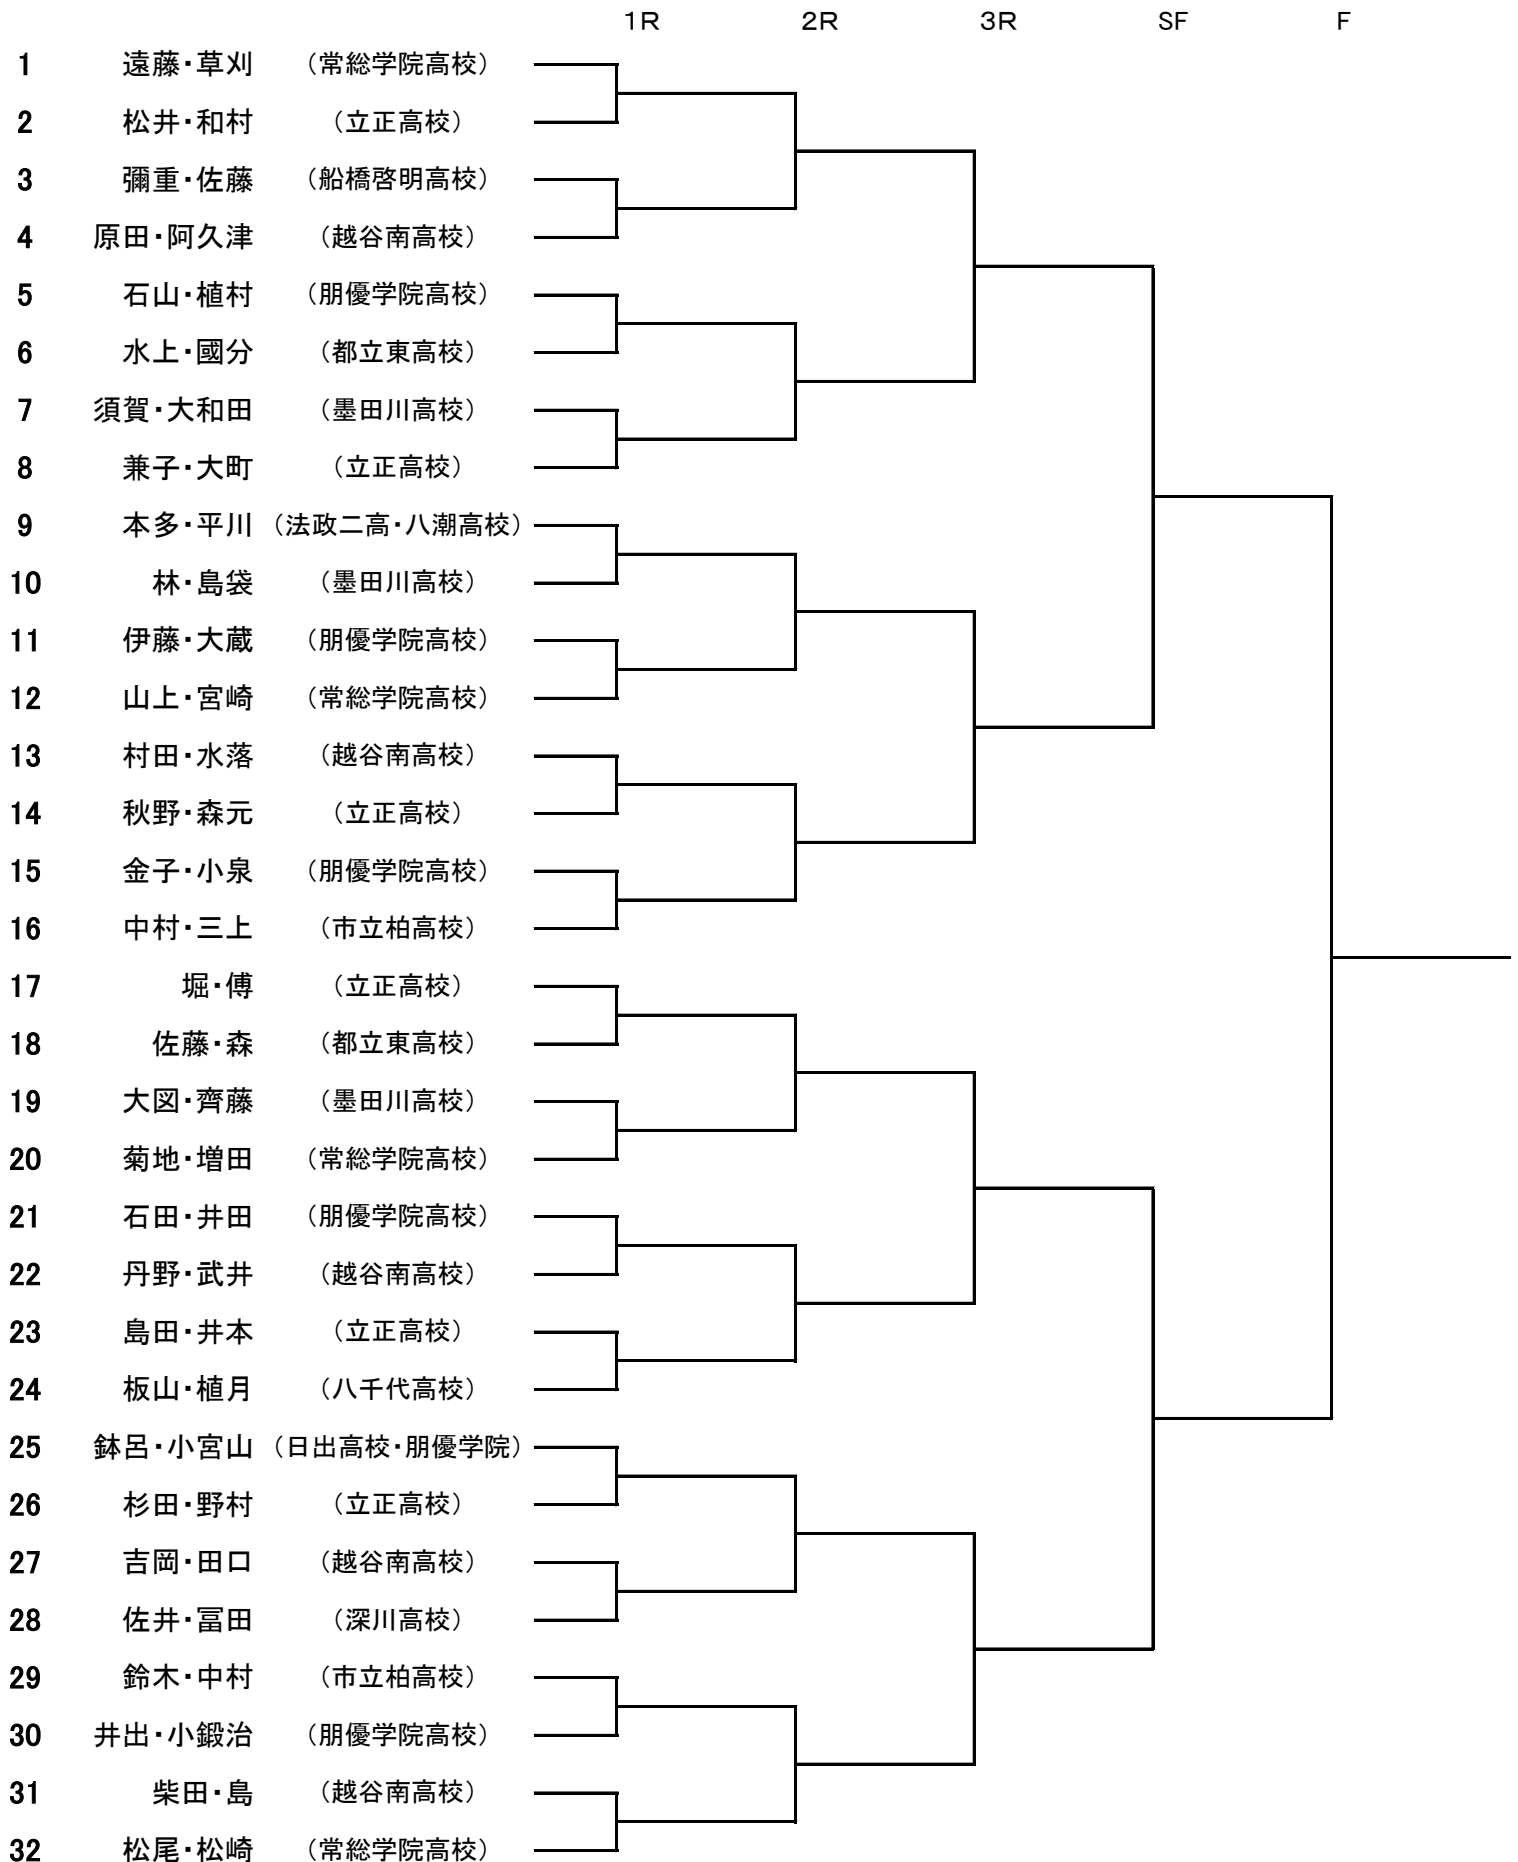 1R 2R 3R SF F
1 遠藤・草刈 （常総学院高校）
2 松井・和村 （立正高校）
3 彌重・佐藤 （船橋啓明高校）
4 原田・阿久津 （越谷南高校）
5 石山・植村 （朋優学院高校）
6 水上・國分 （都立東高校）
7 須賀・大和田 （墨田川高校）
8 兼子・大町 （立正高校）
9 本多・平川 （法政二高・八潮高校）
10 林・島袋 （墨田川高校）
11 伊藤・大蔵 （朋優学院高校）
12 山上・宮崎 （常総学院高校）
13 村田・水落 （越谷南高校）
14 秋野・森元 （立正高校）
15 金子・小泉 （朋優学院高校）
16 中村・三上 （市立柏高校）
17 堀・傅 （立正高校）
18 佐藤・森 （都立東高校）
19 大図・齊藤 （墨田川高校）
20 菊地・増田 （常総学院高校）
21 石田・井田 （朋優学院高校）
22 丹野・武井 （越谷南高校）
23 島田・井本 （立正高校）
24 板山・植月 （八千代高校）
25 鉢呂・小宮山 （日出高校・朋優学院）
26 杉田・野村 （立正高校）
27 吉岡・田口 （越谷南高校）
28 佐井・冨田 （深川高校）
29 鈴木・中村 （市立柏高校）
30 井出・小鍛治 （朋優学院高校）
31 柴田・島 （越谷南高校）
32 松尾・松崎 （常総学院高校）